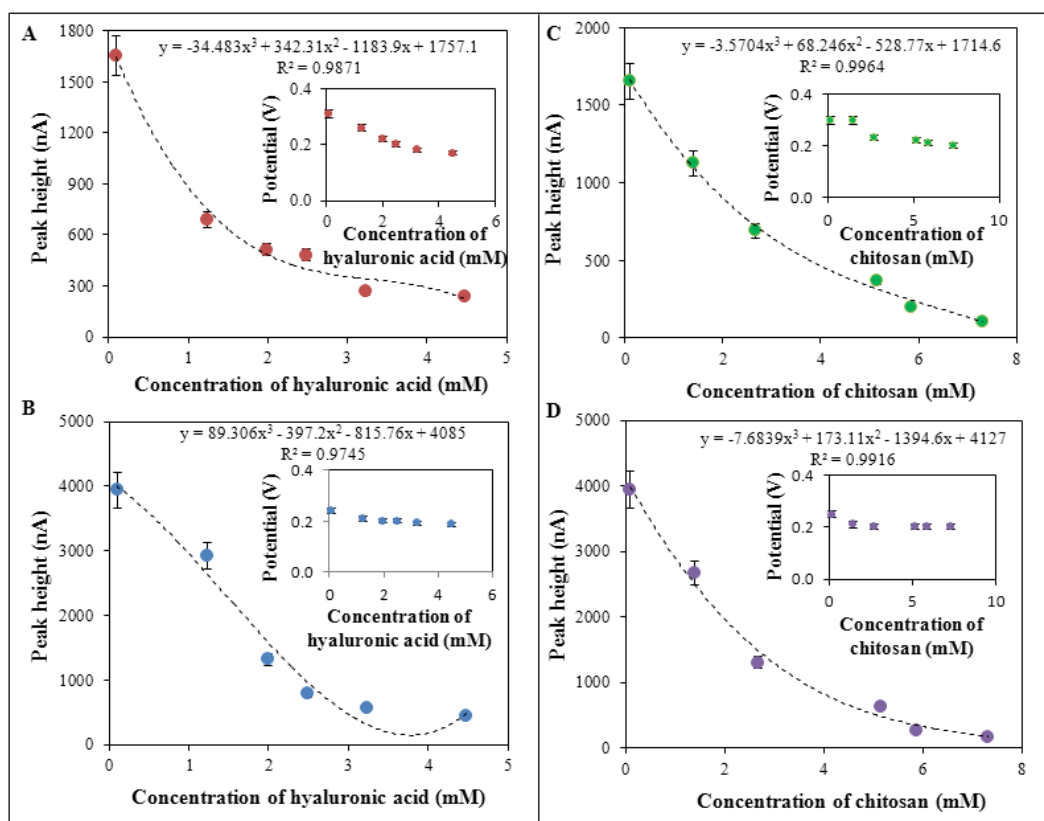 A
y = -34.483x³ + 342.31x² - 1183.9x + 1757.1
R² = 0.9871
Peak height (nA)
1800
1500
1200
900
600
300
0
0 1 2 3 4 5
Concentration of hyaluronic acid (mM)
Potential (V)
0.4
0.2
0.0
0 2 4 6
Concentration of
hyaluronic acid (mM)
C
y = -3.5704x³ + 68.246x² - 528.77x + 1714.6
R² = 0.9964
Peak height (nA)
2000
1500
1000
500
0
0 2 4 6 8
Concentration of chitosan (mM)
Potential (V)
0.4
0.2
0.0
0 5 10
Concentration of
chitosan (mM)
B
y = 89.306x³ - 397.2x² - 815.76x + 4085
R² = 0.9745
Peak height (nA)
5000
4000
3000
2000
1000
0
0 1 2 3 4 5
Concentration of hyaluronic acid (mM)
Potential (V)
0.4
0.2
0.0
0 2 4 6
Concentration of
hyaluronic acid (mM)
D
y = -7.6839x³ + 173.11x² - 1394.6x + 4127
R² = 0.9916
Peak height (nA)
5000
4000
3000
2000
1000
0
0 2 4 6 8
Concentration of chitosan (mM)
Potential (V)
0.4
0.2
0.0
0 5 10
Concentration of
chitosan (mM)